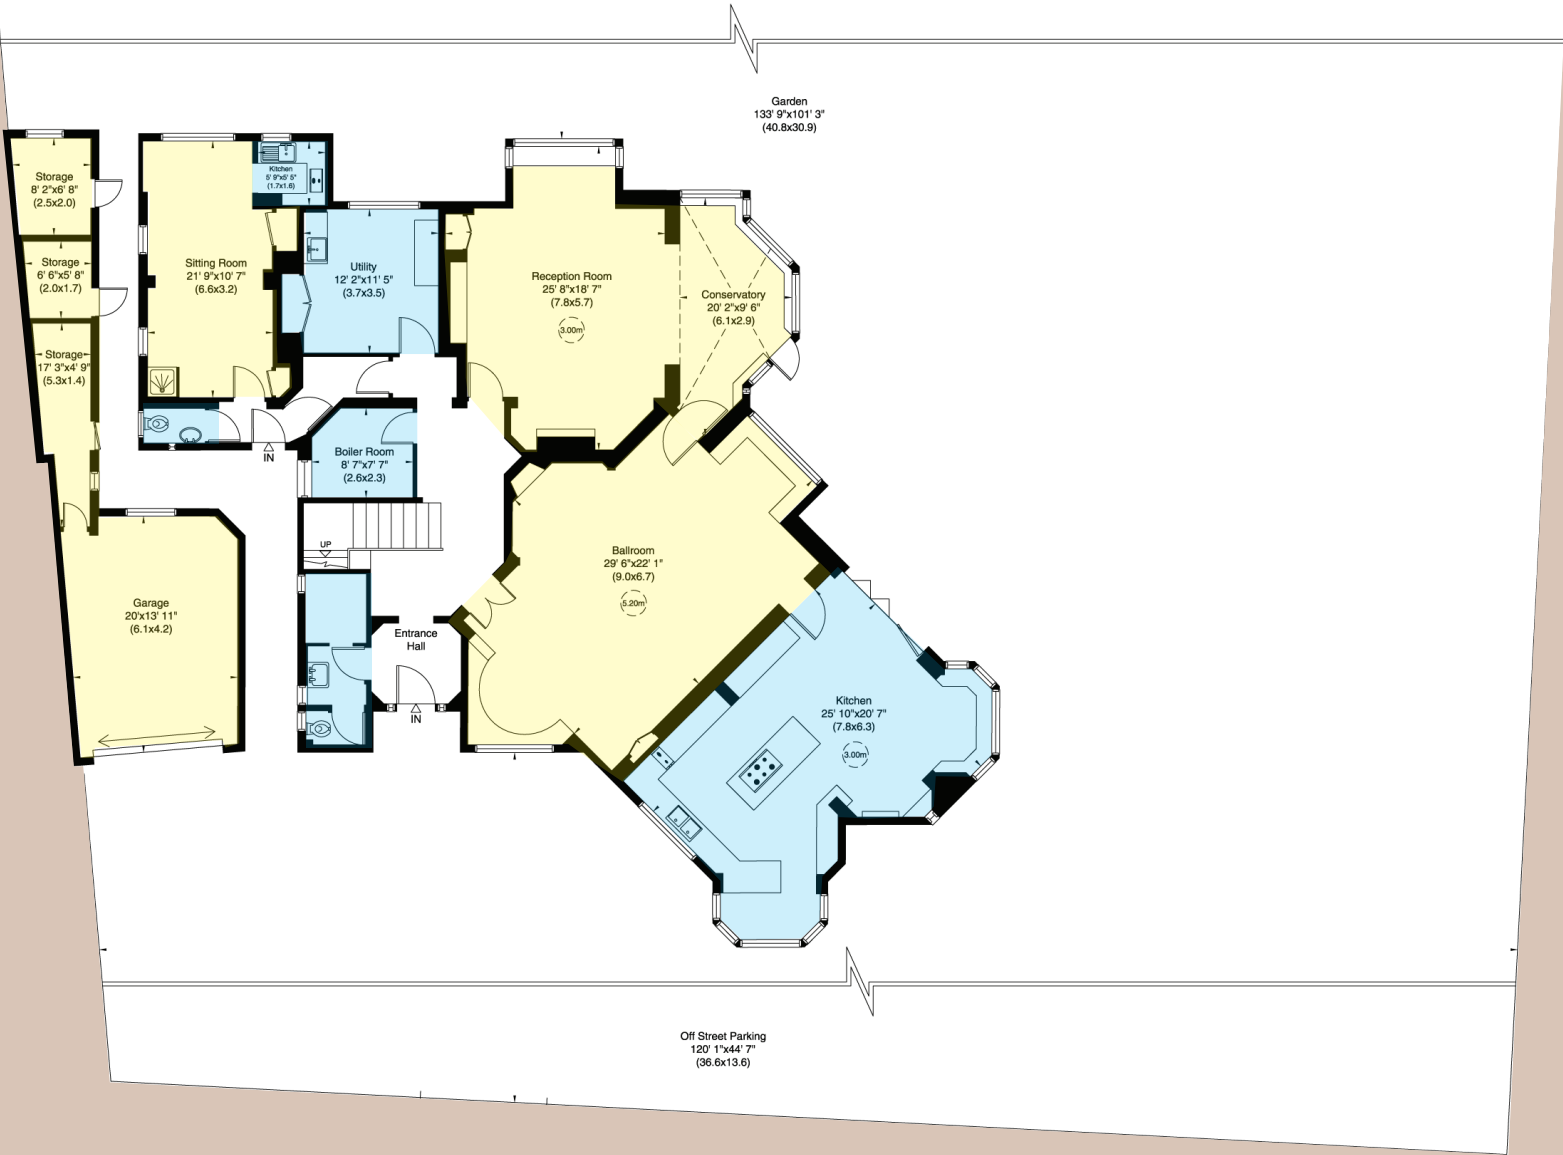 Garden
133' 9"x101' 3"
(40.8x30.9)
Storage
8' 2"x6' 8"
(2.5x2.0)
Kitchen
5' 9"x5' 5"
(1.7x1.6)
Storage
6' 6"x5' 8"
(2.0x1.7)
Sitting Room
21' 9"x10' 7"
(6.6x3.2)
Utility
12' 2"x11' 5"
(3.7x3.5)
Reception Room
25' 8"x18' 7"
(7.8x5.7)
3.00m
Conservatory
20' 2"x9' 6"
(6.1x2.9)
Storage
17' 3"x4' 9"
(5.3x1.4)
IN
Boiler Room
8' 7"x7' 7"
(2.6x2.3)
UP
Ballroom
29' 6"x22' 1"
(9.0x6.7)
5.20m
Garage
20'x13' 11"
(6.1x4.2)
Entrance
Hall
IN
Kitchen
25' 10"x20' 7"
(7.8x6.3)
3.00m
Off Street Parking
120' 1"x44' 7"
(36.6x13.6)